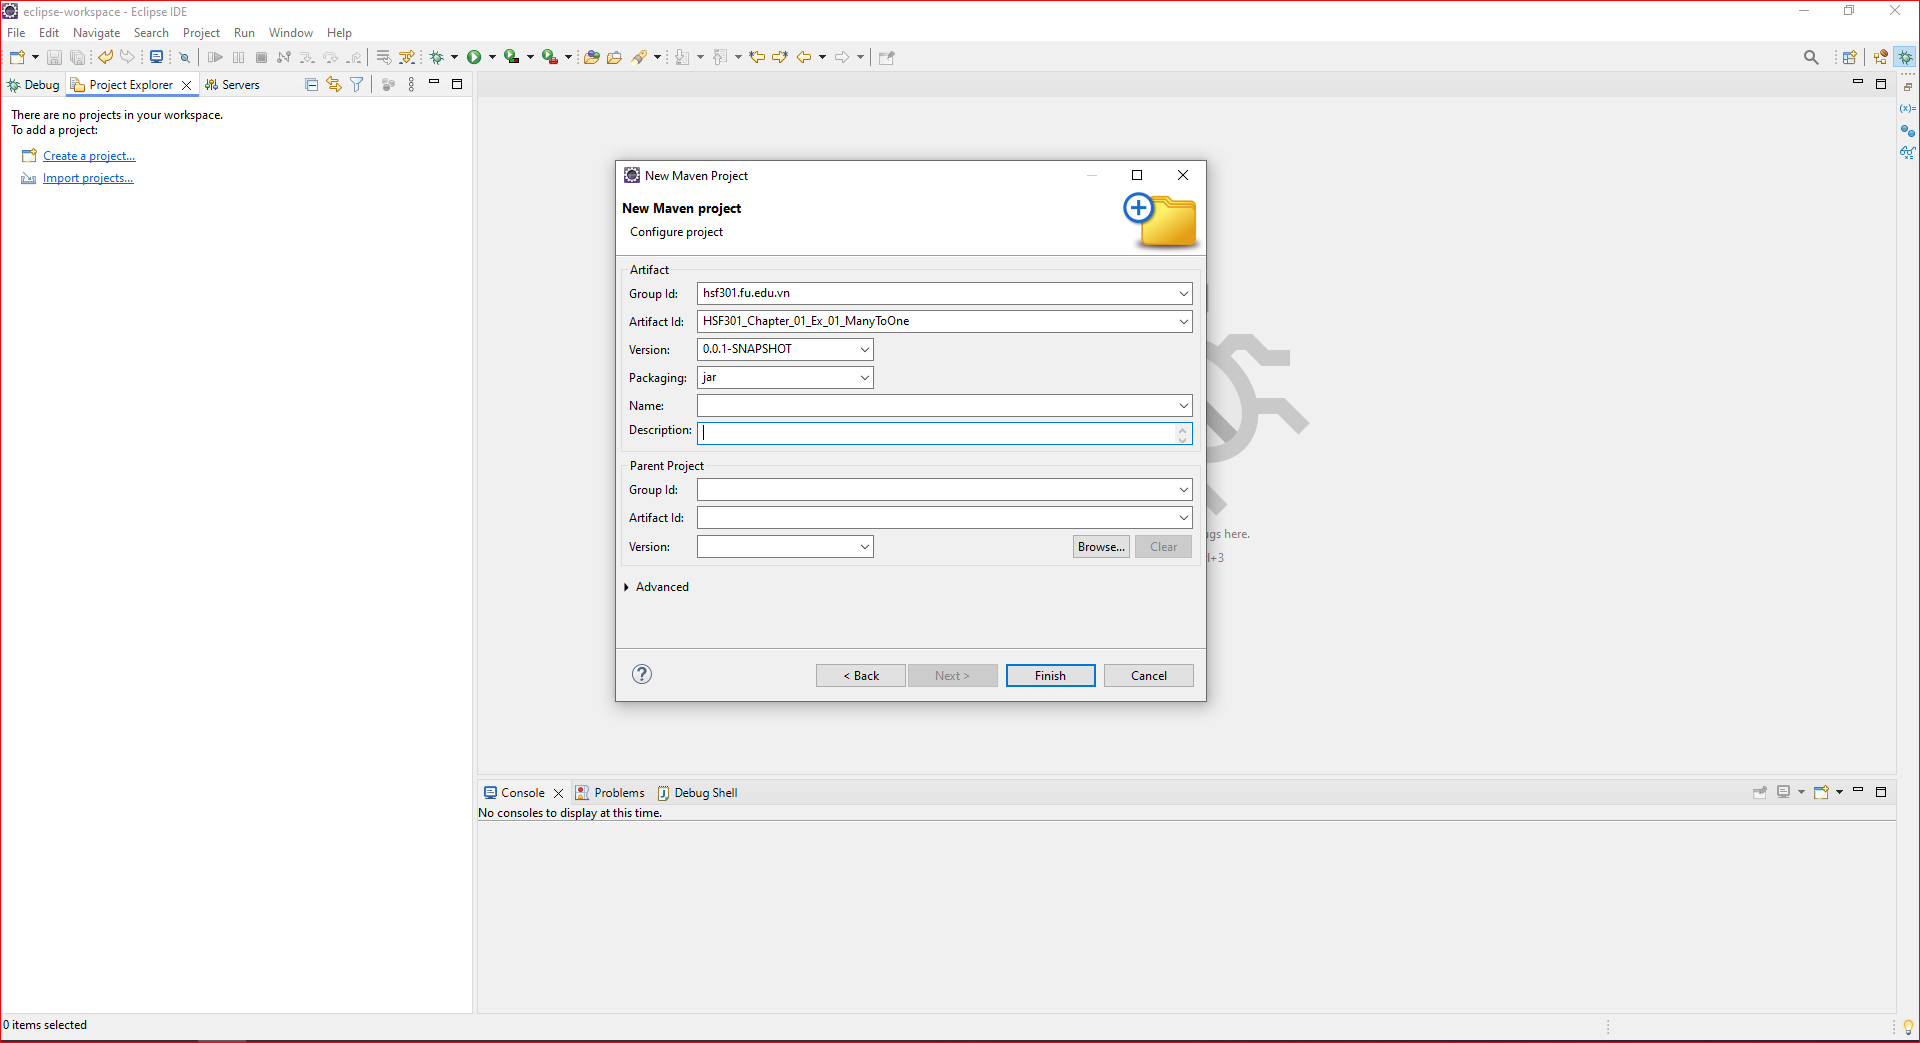 eclipse-workspace - Eclipse IDE
File Edit Navigate Search Project Run Window Help
Debug Project Explorer Servers
There are no projects in your workspace.
To add a project:
Create a project...
Import projects...
New Maven Project
New Maven project
Configure project
Artifact
Group Id: hsf301.fu.edu.vn
Artifact Id: HSF301_Chapter_01_Ex_01_ManyToOne
Version: 0.0.1-SNAPSHOT
Packaging: jar
Name:
Description:
Parent Project
Group Id:
Artifact Id:
Version: Browse... Clear
Advanced
< Back Next > Finish Cancel
gs here.
+3
(x)=
Console Problems Debug Shell
No consoles to display at this time.
0 items selected